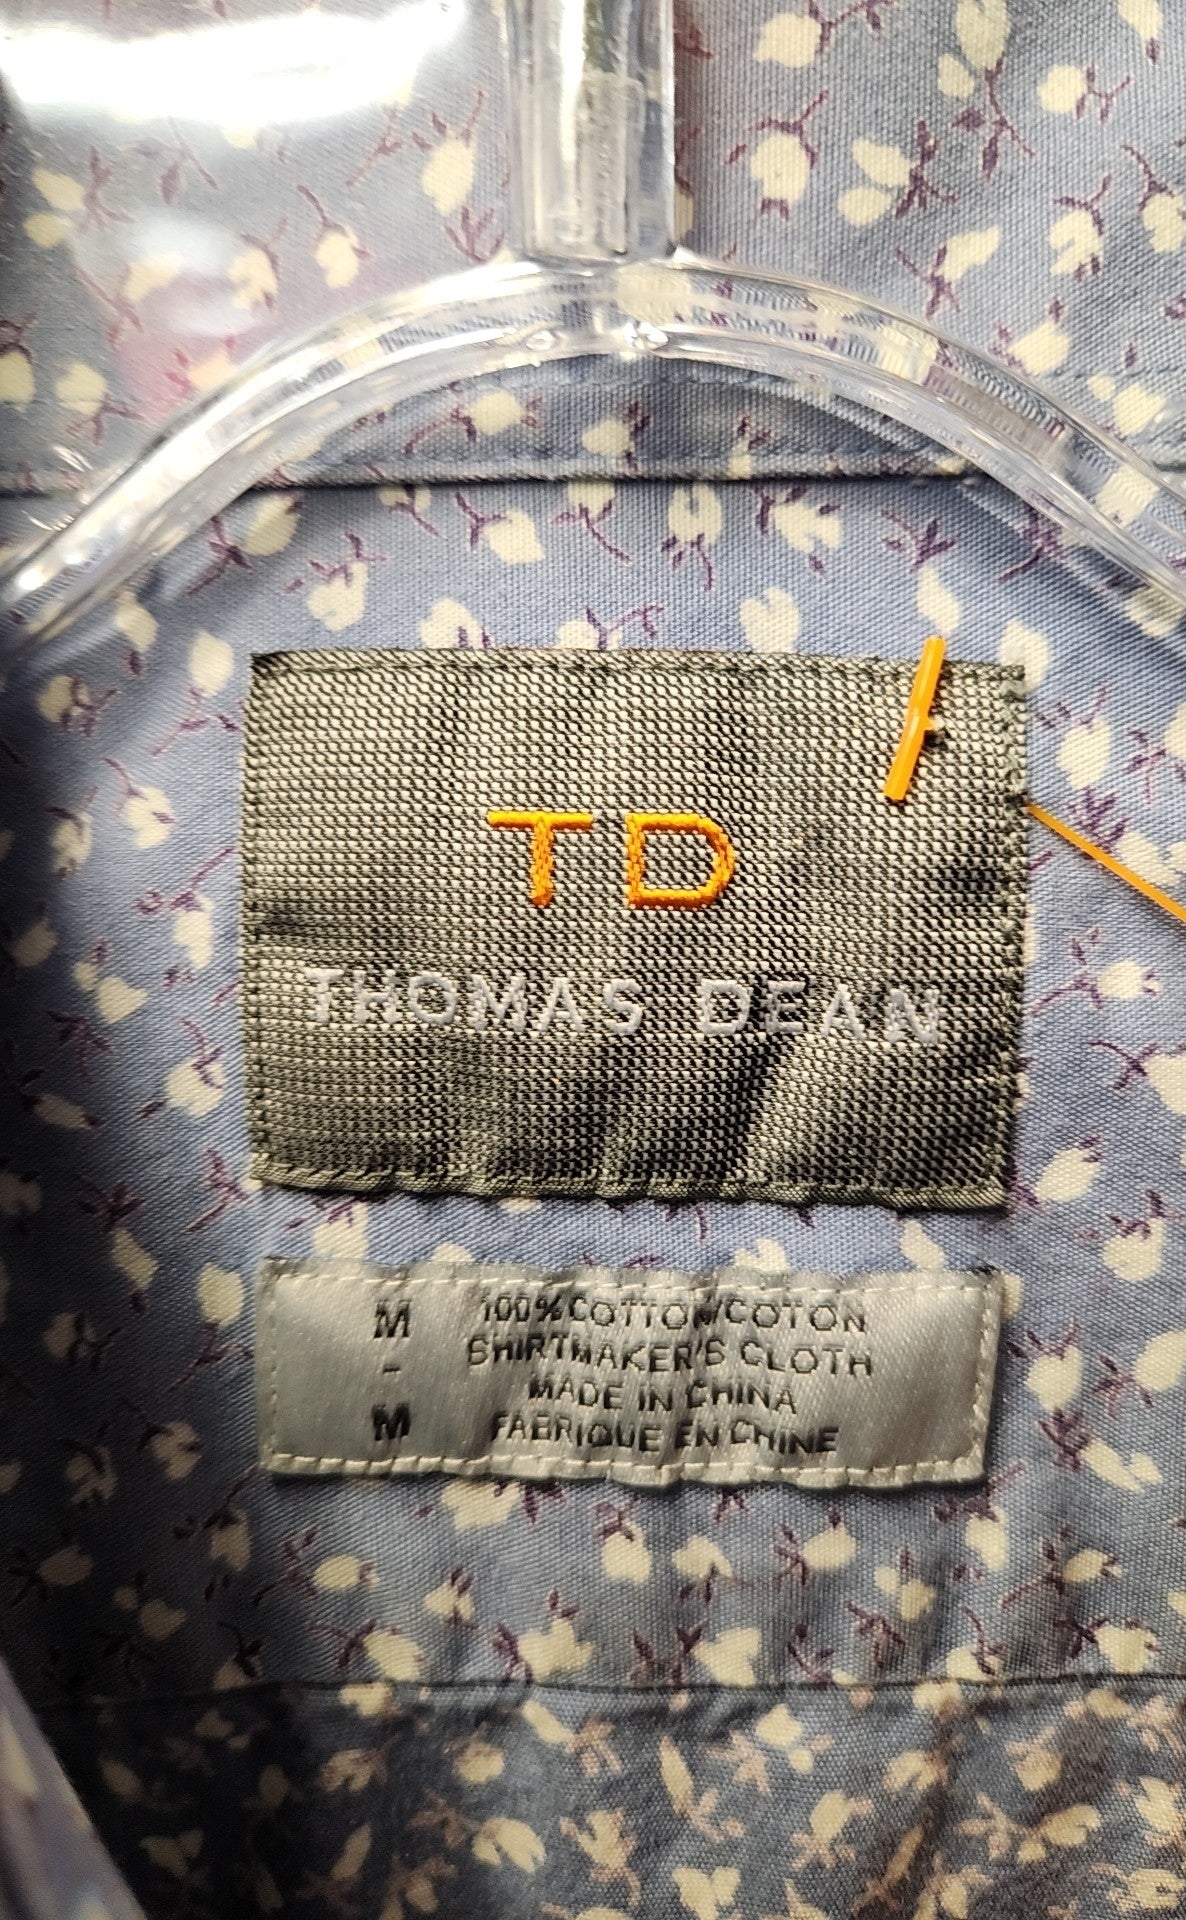 TD
THOMAS DEAN
M
-
M
100% COTTON/COTON
SHIRTMAKER'S CLOTH
MADE IN CHINA
FABRIQUE EN CHINE